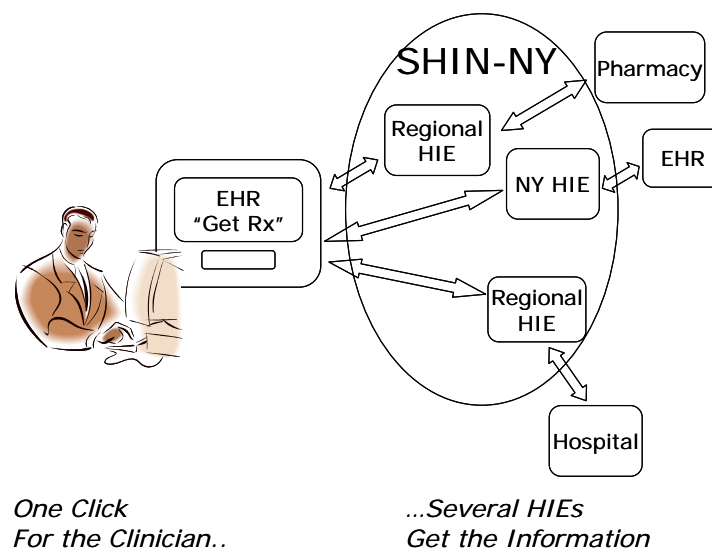 SHIN-NY
Pharmacy
Regional
HIE
EHR
NY HIE
EHR
"Get Rx"
Regional
HIE
Hospital
One Click
For the Clinician..
...Several HIEs
Get the Information